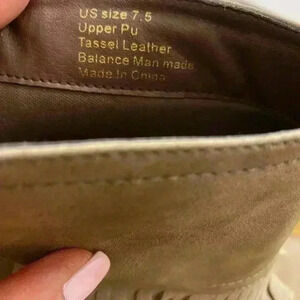 US size 7.5
Upper Pu
Tassel Leather
Balance Man made
Made In China